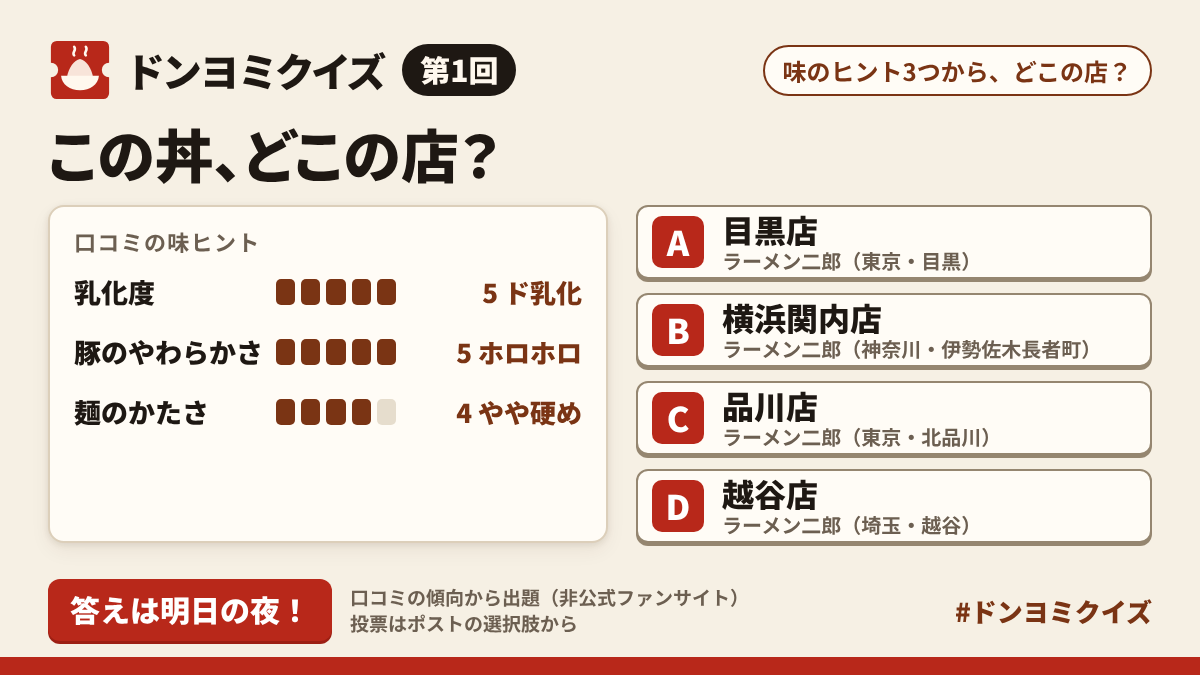 ドンヨミクイズ 第1回
味のヒント3つから、どこの店？
この丼、どこの店？
口コミの味ヒント
乳化度 5 ド乳化
豚のやわらかさ 5 ホロホロ
麺のかたさ 4 やや硬め
A 目黒店
ラーメン二郎（東京・目黒）
B 横浜関内店
ラーメン二郎（神奈川・伊勢佐木長者町）
C 品川店
ラーメン二郎（東京・北品川）
D 越谷店
ラーメン二郎（埼玉・越谷）
答えは明日の夜！
口コミの傾向から出題（非公式ファンサイト）
投票はポストの選択肢から
#ドンヨミクイズ